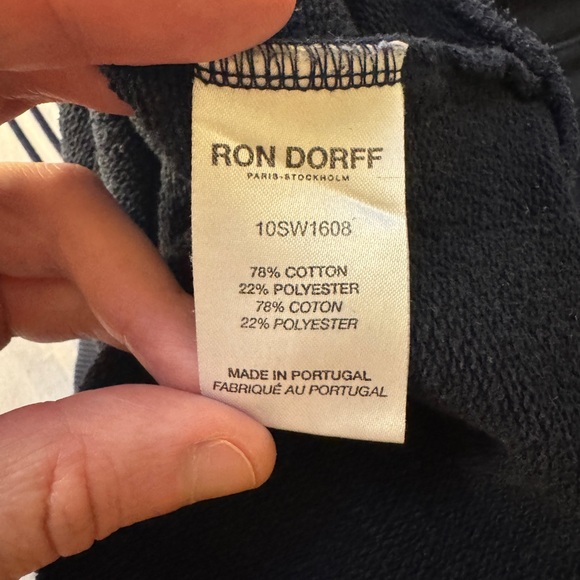 RON DORFF
PARIS-STOCKHOLM
10SW1608
78% COTTON
22% POLYESTER
78% COTON
22% POLYESTER
MADE IN PORTUGAL
FABRIQUÉ AU PORTUGAL